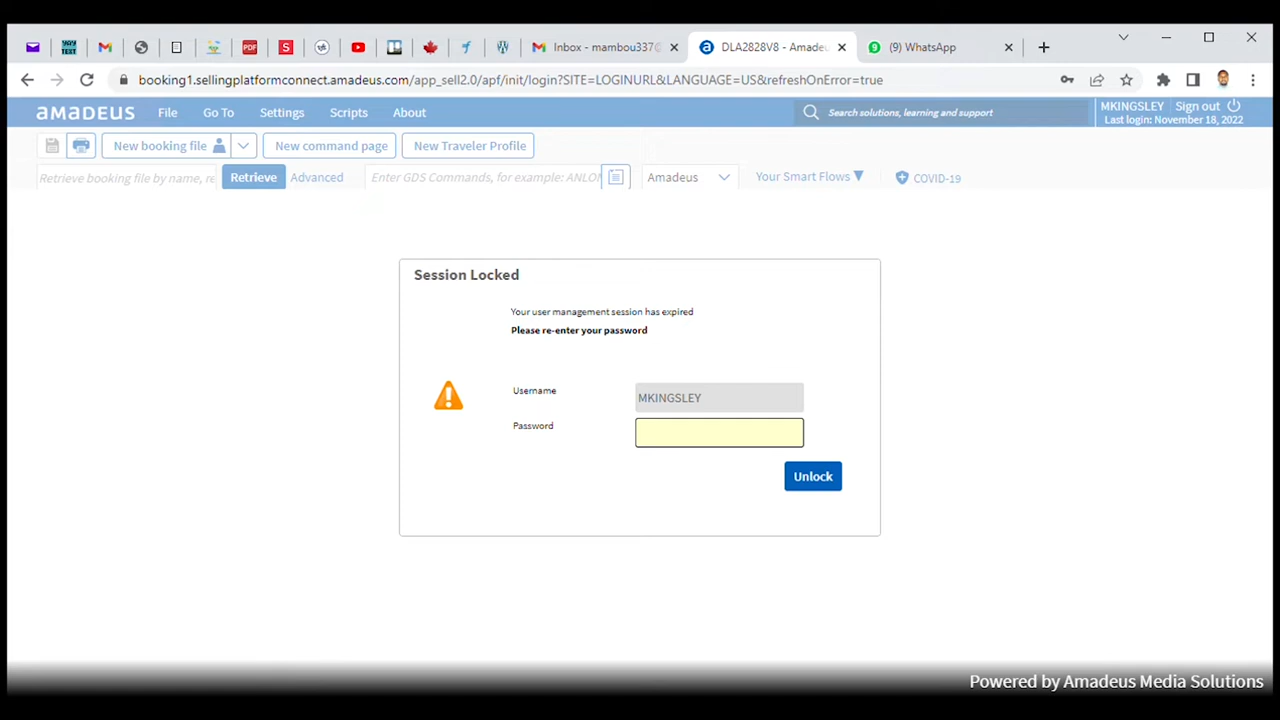 YAY TEST
PDF
S
Inbox - mambou337@
DLA2828V8 - Amadeu
(9) WhatsApp
booking1.sellingplatformconnect.amadeus.com/app_sell2.0/apf/init/login?SITE=LOGINURL&LANGUAGE=US&refreshOnError=true
amadeus File Go To Settings Scripts About Search solutions, learning and support MKINGSLEY Sign out
Last login: November 18, 2022
New booking file New command page New Traveler Profile
Retrieve booking file by name, re Retrieve Advanced Enter GDS Commands, for example: ANLON Amadeus Your Smart Flows COVID-19
Session Locked
Your user management session has expired
Please re-enter your password
Username MKINGSLEY
Password
Unlock
Powered by Amadeus Media Solutions